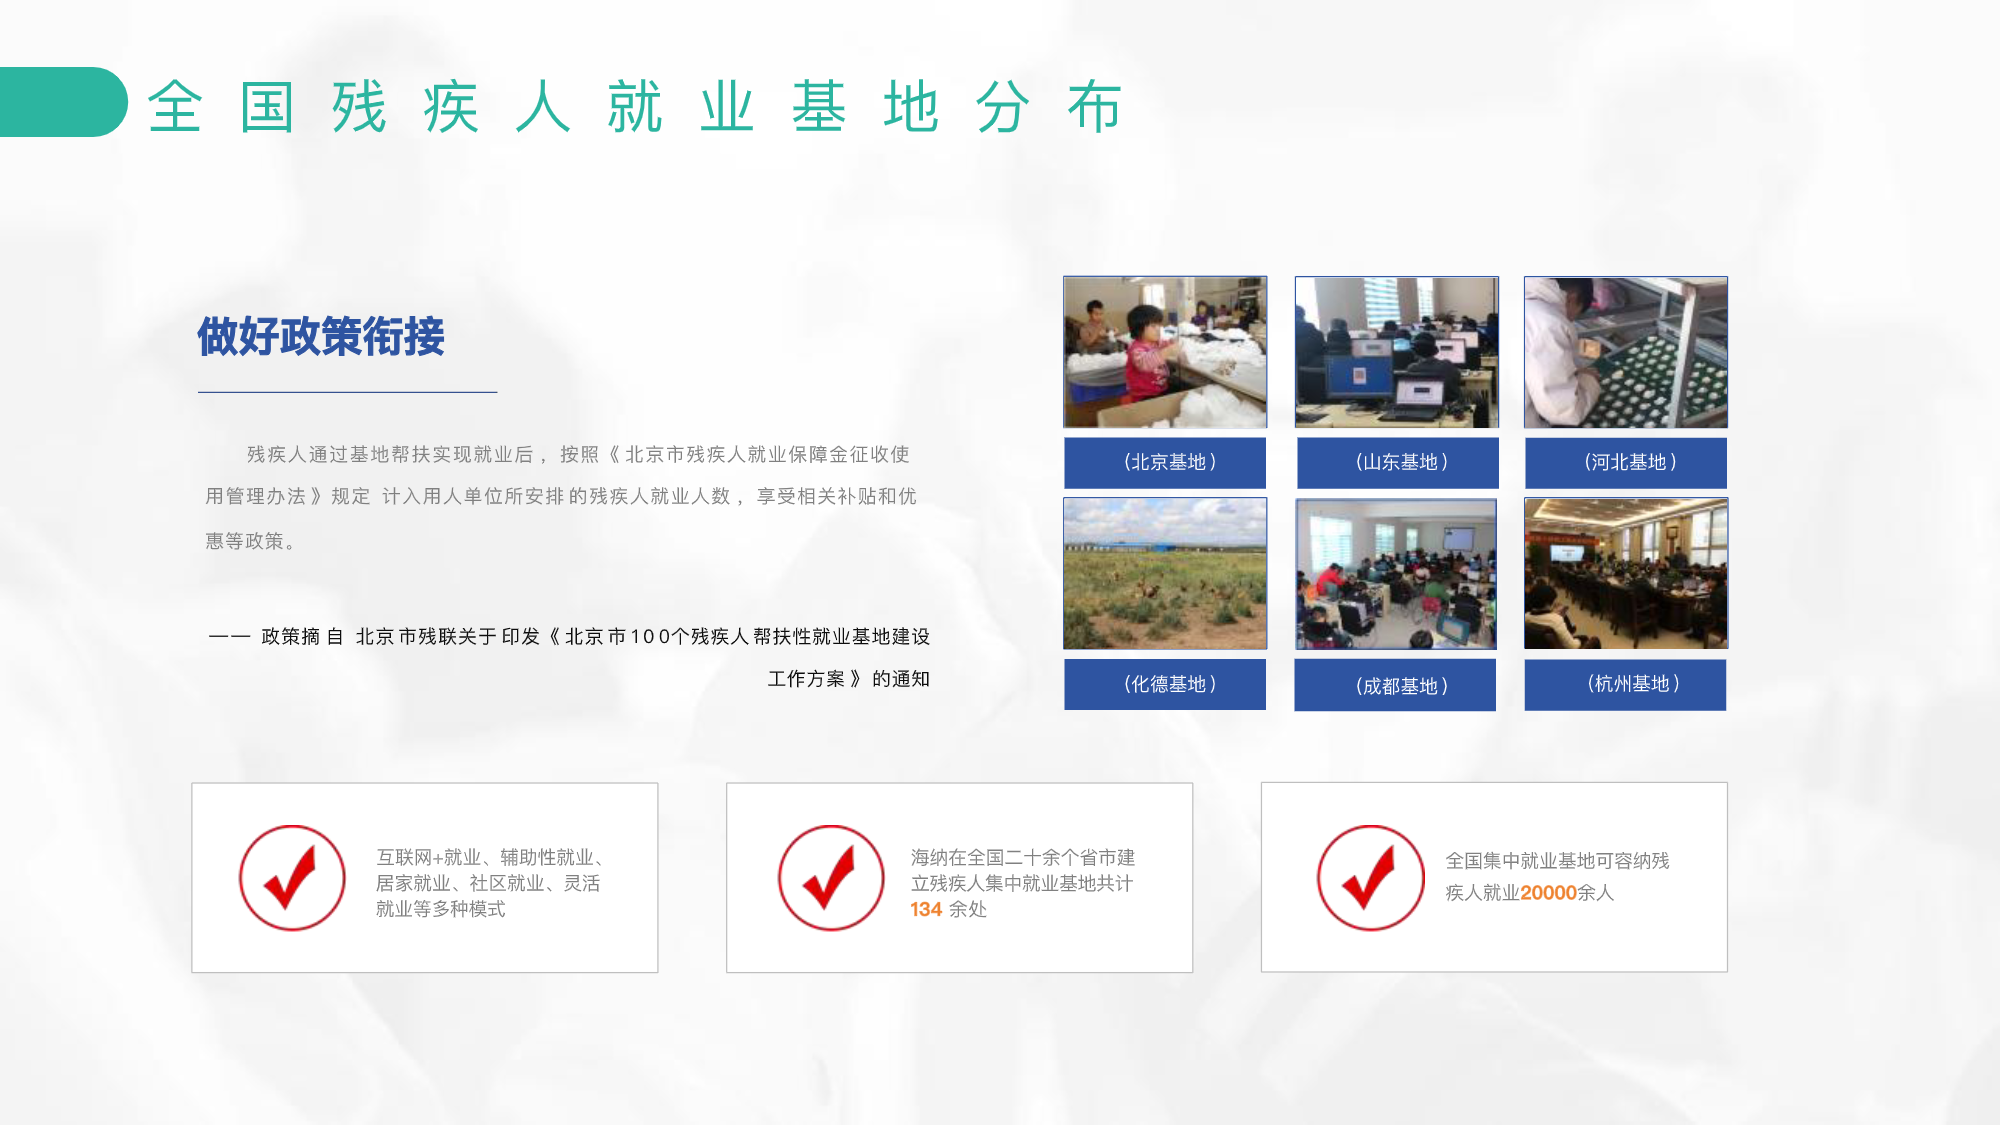 全国残疾人就业基地分布
做好政策衔接
残疾人通过基地帮扶实现就业后，按照《北京市残疾人就业保障金征收使
用管理办法》规定 计入用人单位所安排的残疾人就业人数，享受相关补贴和优
惠等政策。
—— 政策摘自 北京市残联关于印发《北京市100个残疾人帮扶性就业基地建设
工作方案》的通知
（北京基地）
（山东基地）
（河北基地）
（化德基地）
（成都基地）
（杭州基地）
互联网+就业、辅助性就业、
居家就业、社区就业、灵活
就业等多种模式
海纳在全国二十余个省市建
立残疾人集中就业基地共计
134 余处
全国集中就业基地可容纳残
疾人就业20000余人